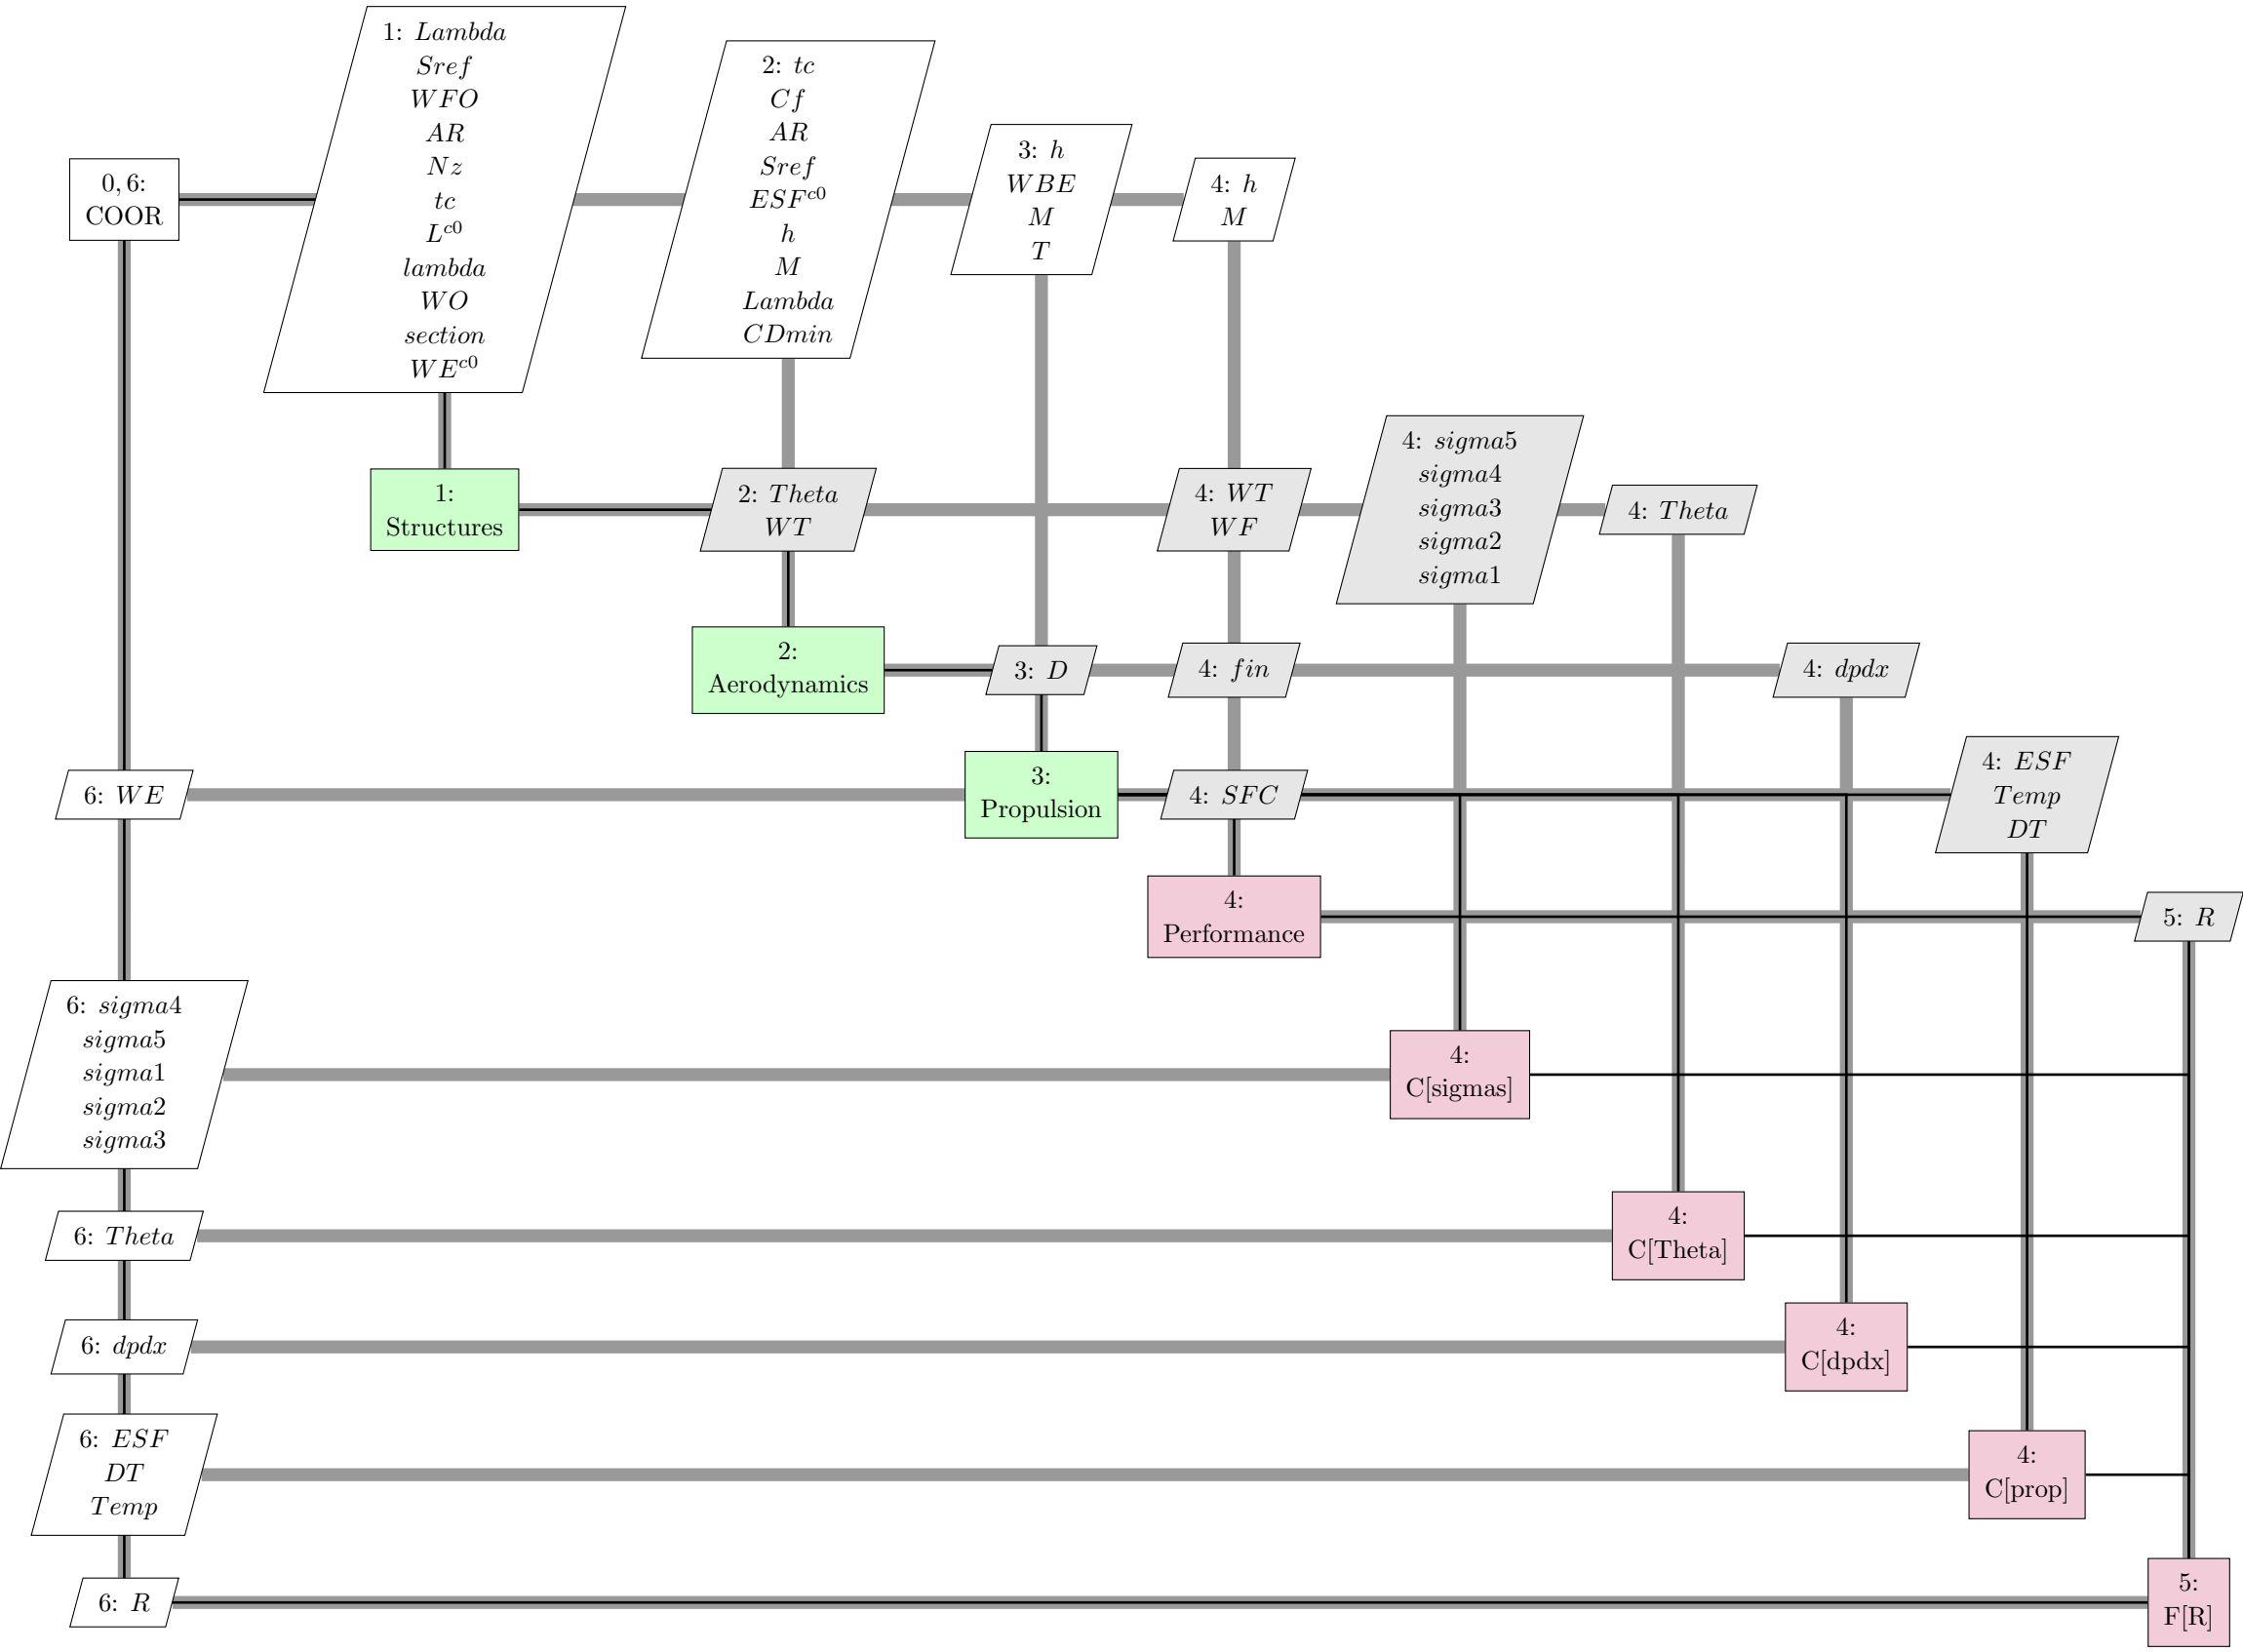 0, 6:
COOR
1: Lambda
Sref
WFO
AR
Nz
tc
L^c0
lambda
WO
section
WE^c0
2: tc
Cf
AR
Sref
ESF^c0
h
M
Lambda
CDmin
3: h
WBE
M
T
4: h
M
1:
Structures
2: Theta
WT
4: WT
WF
4: sigma5
sigma4
sigma3
sigma2
sigma1
4: Theta
2:
Aerodynamics
3: D
4: fin
4: dpdx
6: WE
3:
Propulsion
4: SFC
4: ESF
Temp
DT
4:
Performance
5: R
6: sigma4
sigma5
sigma1
sigma2
sigma3
4:
C[sigmas]
6: Theta
4:
C[Theta]
6: dpdx
4:
C[dpdx]
6: ESF
DT
Temp
4:
C[prop]
6: R
5:
F[R]